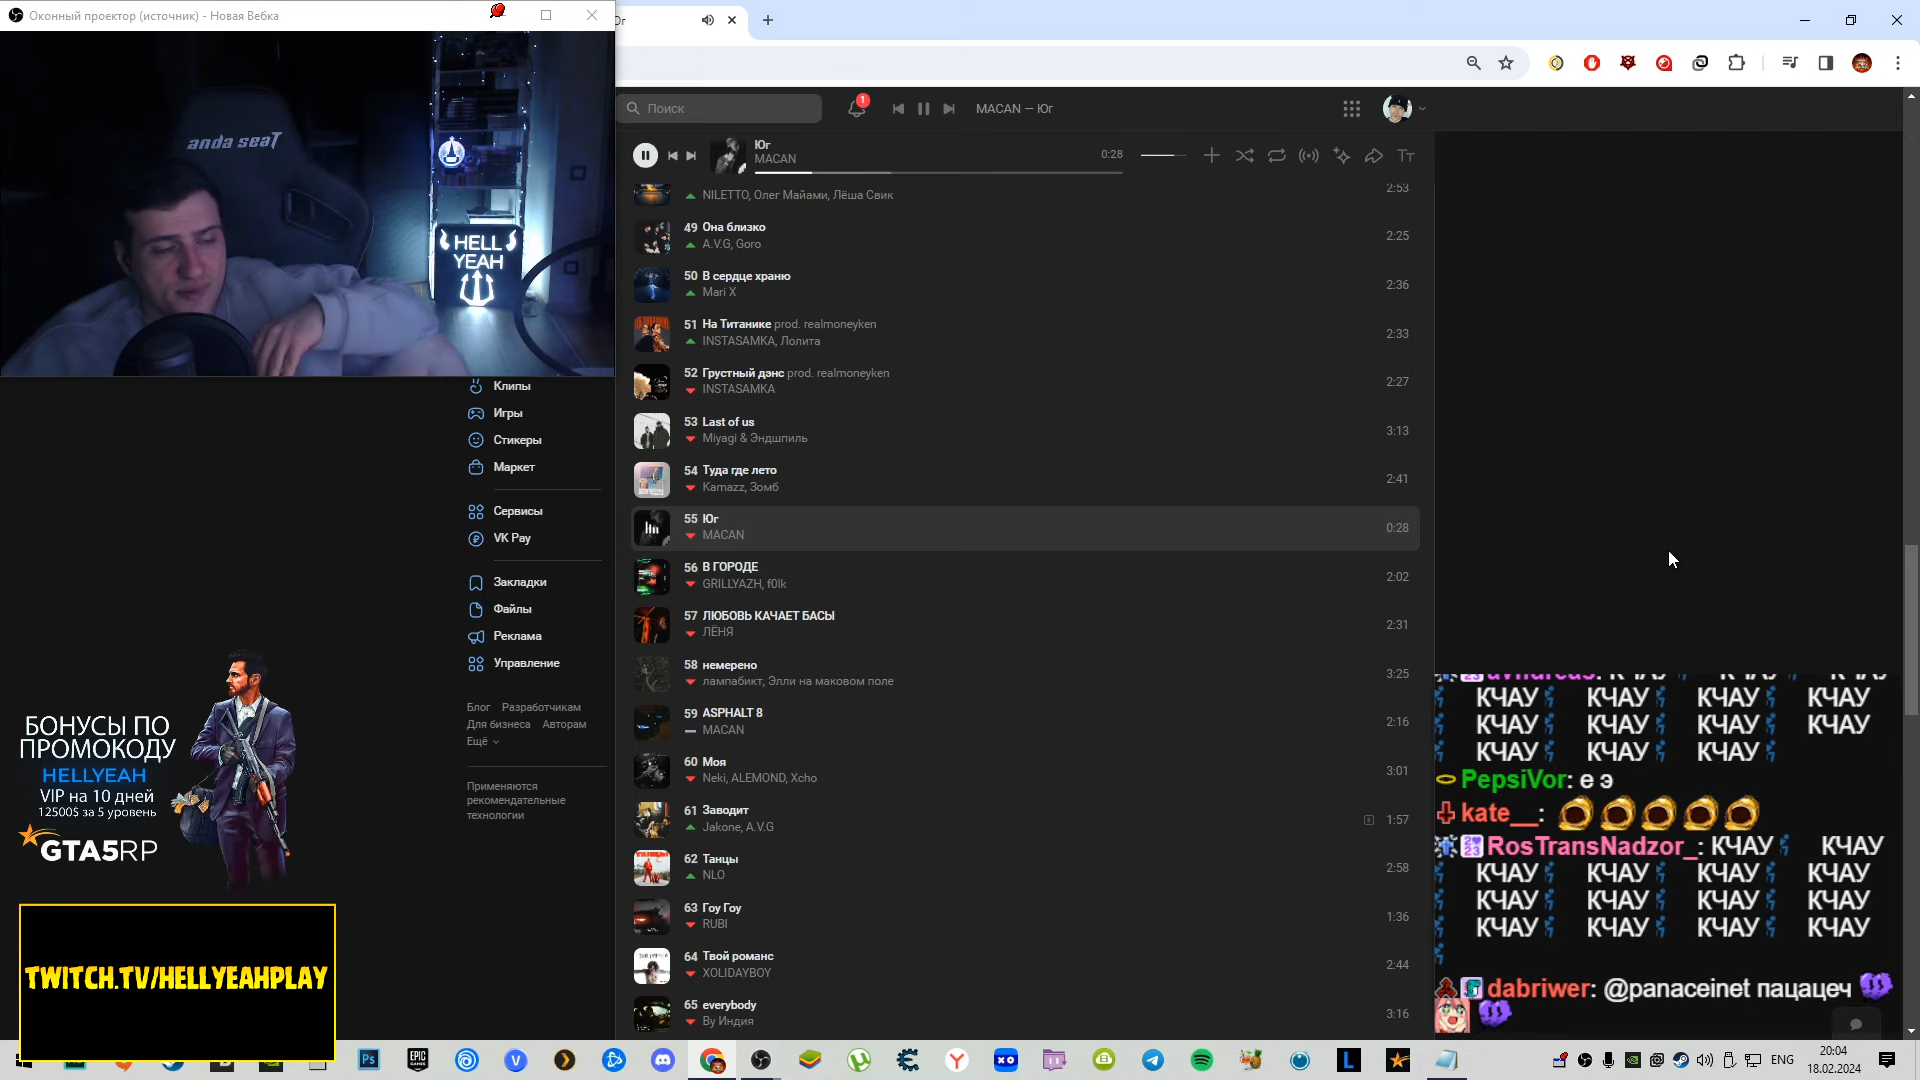 Оконный проектор (источник) - Новая Вебка
Юг
anda seaT
HELL
YEAH
Поиск
1
MACAN — Юг
Юг
MACAN
0:28
NILETTO, Олег Майами, Лёша Свик
2:53
49 Она близко
A.V.G, Goro
2:25
50 В сердце храню
Mari X
2:36
51 На Титанике prod. realmoneyken
INSTASAMKA, Лолита
2:33
52 Грустный дэнс prod. realmoneyken
INSTASAMKA
2:27
53 Last of us
Miyagi & Эндшпиль
3:13
54 Туда где лето
Kamazz, Зомб
2:41
55 Юг
MACAN
0:28
56 В ГОРОДЕ
GRILLYAZH, f0lk
2:02
57 ЛЮБОВЬ КАЧАЕТ БАСЫ
ЛЁНЯ
2:31
58 немерено
лампабикт, Элли на маковом поле
3:25
59 ASPHALT 8
MACAN
2:16
60 Моя
Neki, ALEMOND, Xcho
3:01
61 Заводит
Jakone, A.V.G
E 1:57
62 Танцы
NLO
2:58
63 Гоу Гоу
RUBI
1:36
64 Твой романс
XOLIDAYBOY
2:44
65 everybody
By Индия
3:16
Клипы
Игры
Стикеры
Маркет
Сервисы
VK Pay
Закладки
Файлы
Реклама
Управление
Блог Разработчикам
Для бизнеса Авторам
Ещё
Применяются
рекомендательные
технологии
БОНУСЫ ПО
ПРОМОКОДУ
HELLYEAH
VIP на 10 дней
12500$ за 5 уровень
GTA5RP
TWITCH.TV/HELLYEAHPLAY
КЧАУ КЧАУ КЧАУ КЧАУ
КЧАУ КЧАУ КЧАУ КЧАУ
КЧАУ КЧАУ КЧАУ
PepsiVor: е э
kate__:
RosTransNadzor_: КЧАУ КЧАУ
КЧАУ КЧАУ КЧАУ КЧАУ
КЧАУ КЧАУ КЧАУ КЧАУ
КЧАУ КЧАУ КЧАУ КЧАУ
dabriwer: @panaceinet пацацеч
Ps
EPIC GAMES
ENG
20:04
18.02.2024